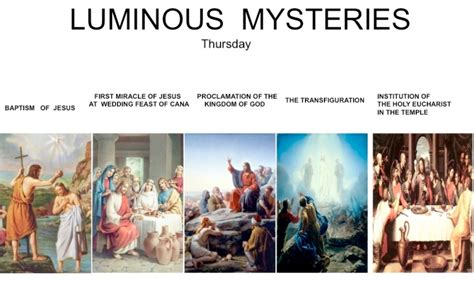 LUMINOUS MYSTERIES
Thursday
BAPTISM OF JESUS
FIRST MIRACLE OF JESUS
AT WEDDING FEAST OF CANA
PROCLAMATION OF THE
KINGDOM OF GOD
THE TRANSFIGURATION
INSTITUTION OF
THE HOLY EUCHARIST
IN THE TEMPLE